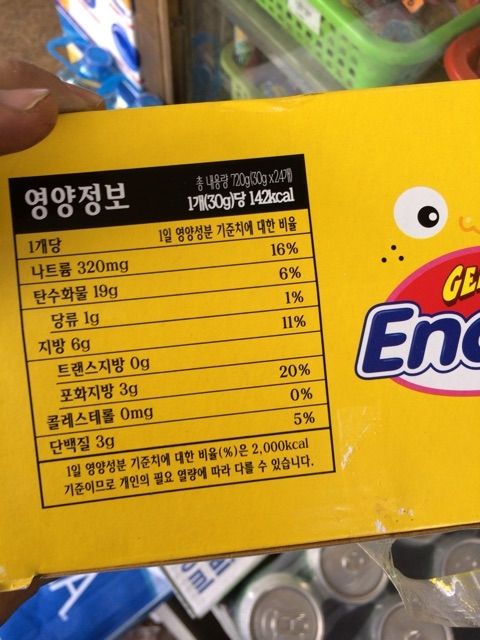 영양정보
총 내용량 720g(30g x 24개)
1개(30g)당 142kcal
1개당 1일 영양성분 기준치에 대한 비율
나트륨 320mg 16%
탄수화물 19g 6%
당류 1g 1%
지방 6g 11%
트랜스지방 0g
포화지방 3g 20%
콜레스테롤 0mg 0%
단백질 3g 5%
1일 영양성분 기준치에 대한 비율(%)은 2,000kcal
기준이므로 개인의 필요 열량에 따라 다를 수 있습니다.
GE
Enc
A
ml